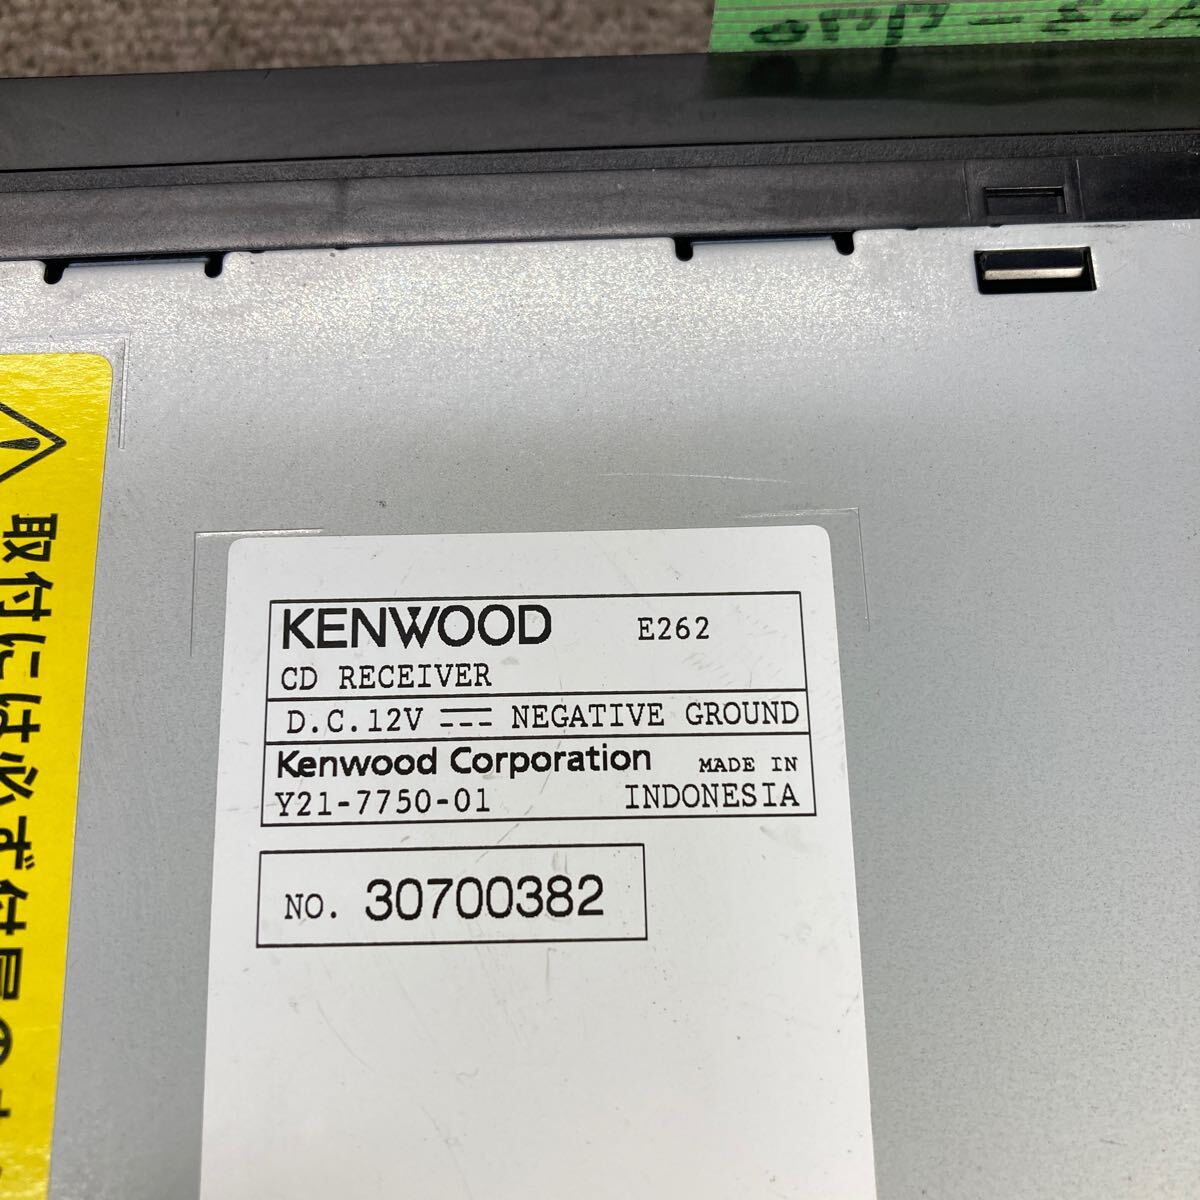 取付には必ず付属の
KENWOOD E262
CD RECEIVER
D.C.12V NEGATIVE GROUND
Kenwood Corporation MADE IN
Y21-7750-01 INDONESIA
NO. 30700382